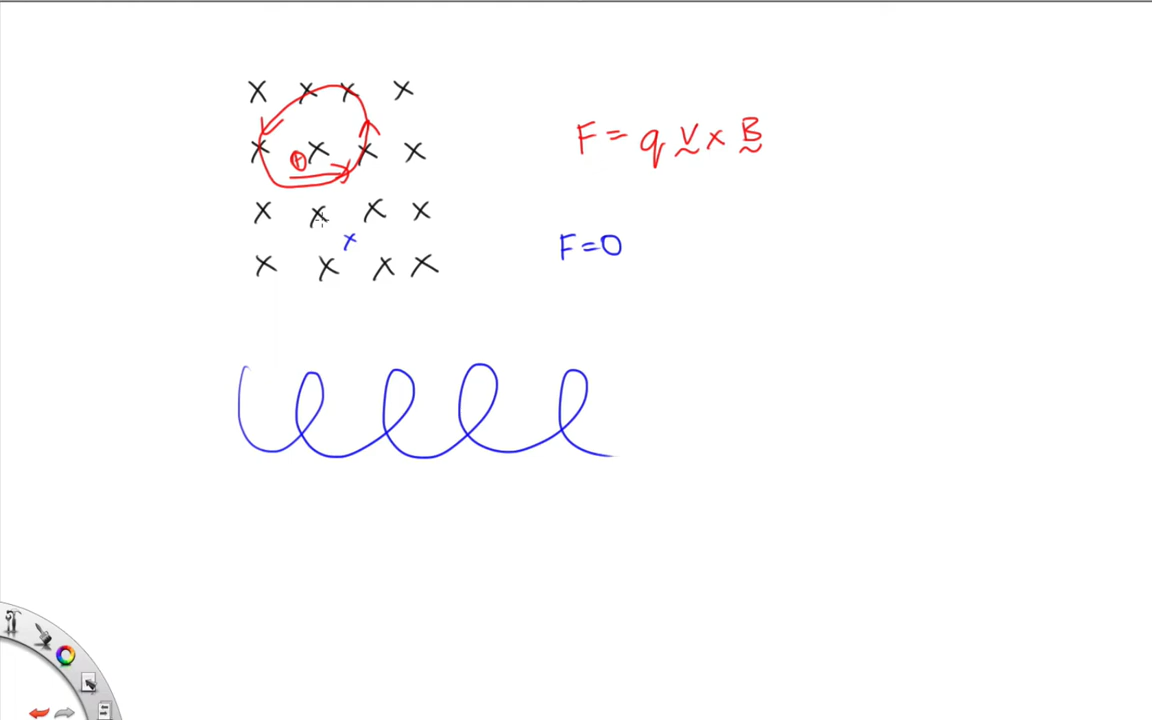 X X X X
X X X X
⊕
F = q v x B
X X X X
x
F=0
X X X X